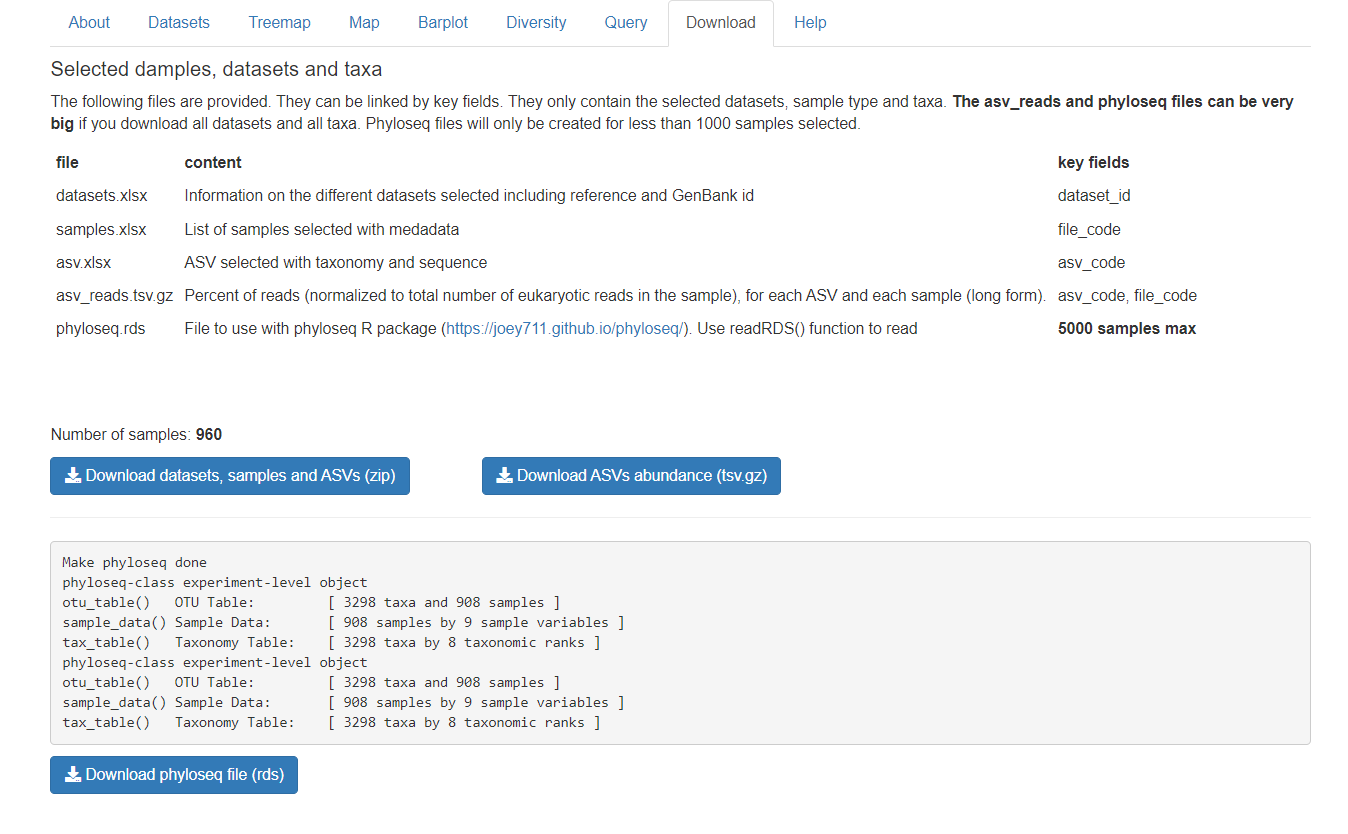 About Datasets Treemap Map Barplot Diversity Query Download Help
Selected damples, datasets and taxa
The following files are provided. They can be linked by key fields. They only contain the selected datasets, sample type and taxa. The asv_reads and phyloseq files can be very
big if you download all datasets and all taxa. Phyloseq files will only be created for less than 1000 samples selected.
file content key fields
datasets.xlsx Information on the different datasets selected including reference and GenBank id dataset_id
samples.xlsx List of samples selected with medadata file_code
asv.xlsx ASV selected with taxonomy and sequence asv_code
asv_reads.tsv.gz Percent of reads (normalized to total number of eukaryotic reads in the sample), for each ASV and each sample (long form). asv_code, file_code
phyloseq.rds File to use with phyloseq R package (https://joey711.github.io/phyloseq/). Use readRDS() function to read 5000 samples max
Number of samples: 960
Download datasets, samples and ASVs (zip) Download ASVs abundance (tsv.gz)
Make phyloseq done
phyloseq-class experiment-level object
otu_table() OTU Table: [ 3298 taxa and 908 samples ]
sample_data() Sample Data: [ 908 samples by 9 sample variables ]
tax_table() Taxonomy Table: [ 3298 taxa by 8 taxonomic ranks ]
phyloseq-class experiment-level object
otu_table() OTU Table: [ 3298 taxa and 908 samples ]
sample_data() Sample Data: [ 908 samples by 9 sample variables ]
tax_table() Taxonomy Table: [ 3298 taxa by 8 taxonomic ranks ]
Download phyloseq file (rds)